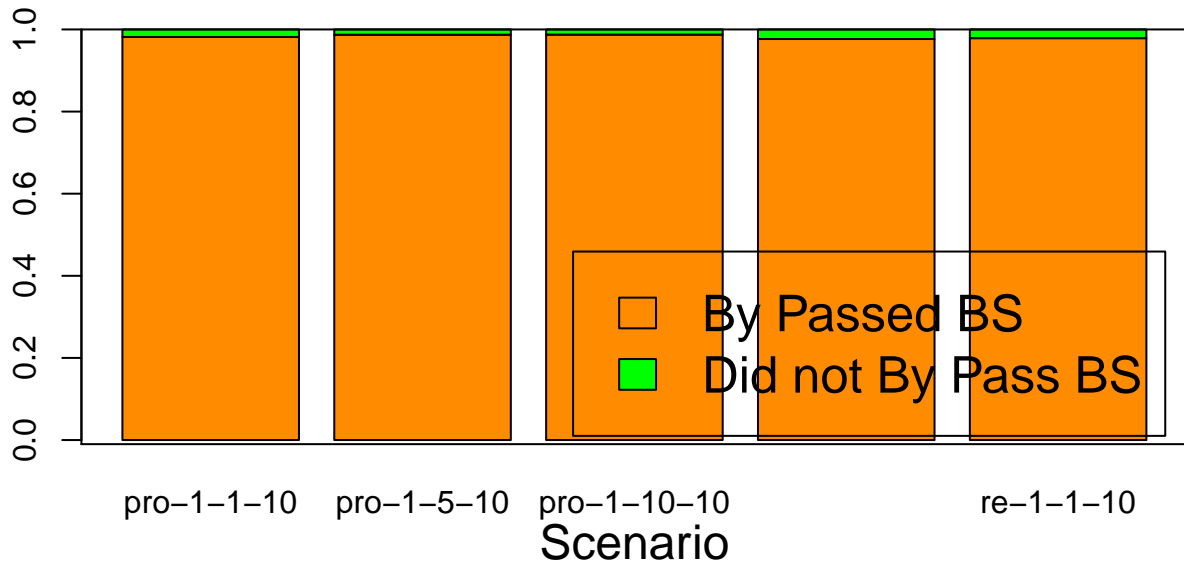 1.0
0.8
0.6
0.4
0.2
0.0
By Passed BS
Did not By Pass BS
pro−1−1−10 pro−1−5−10 pro−1−10−10 re−1−1−10
Scenario